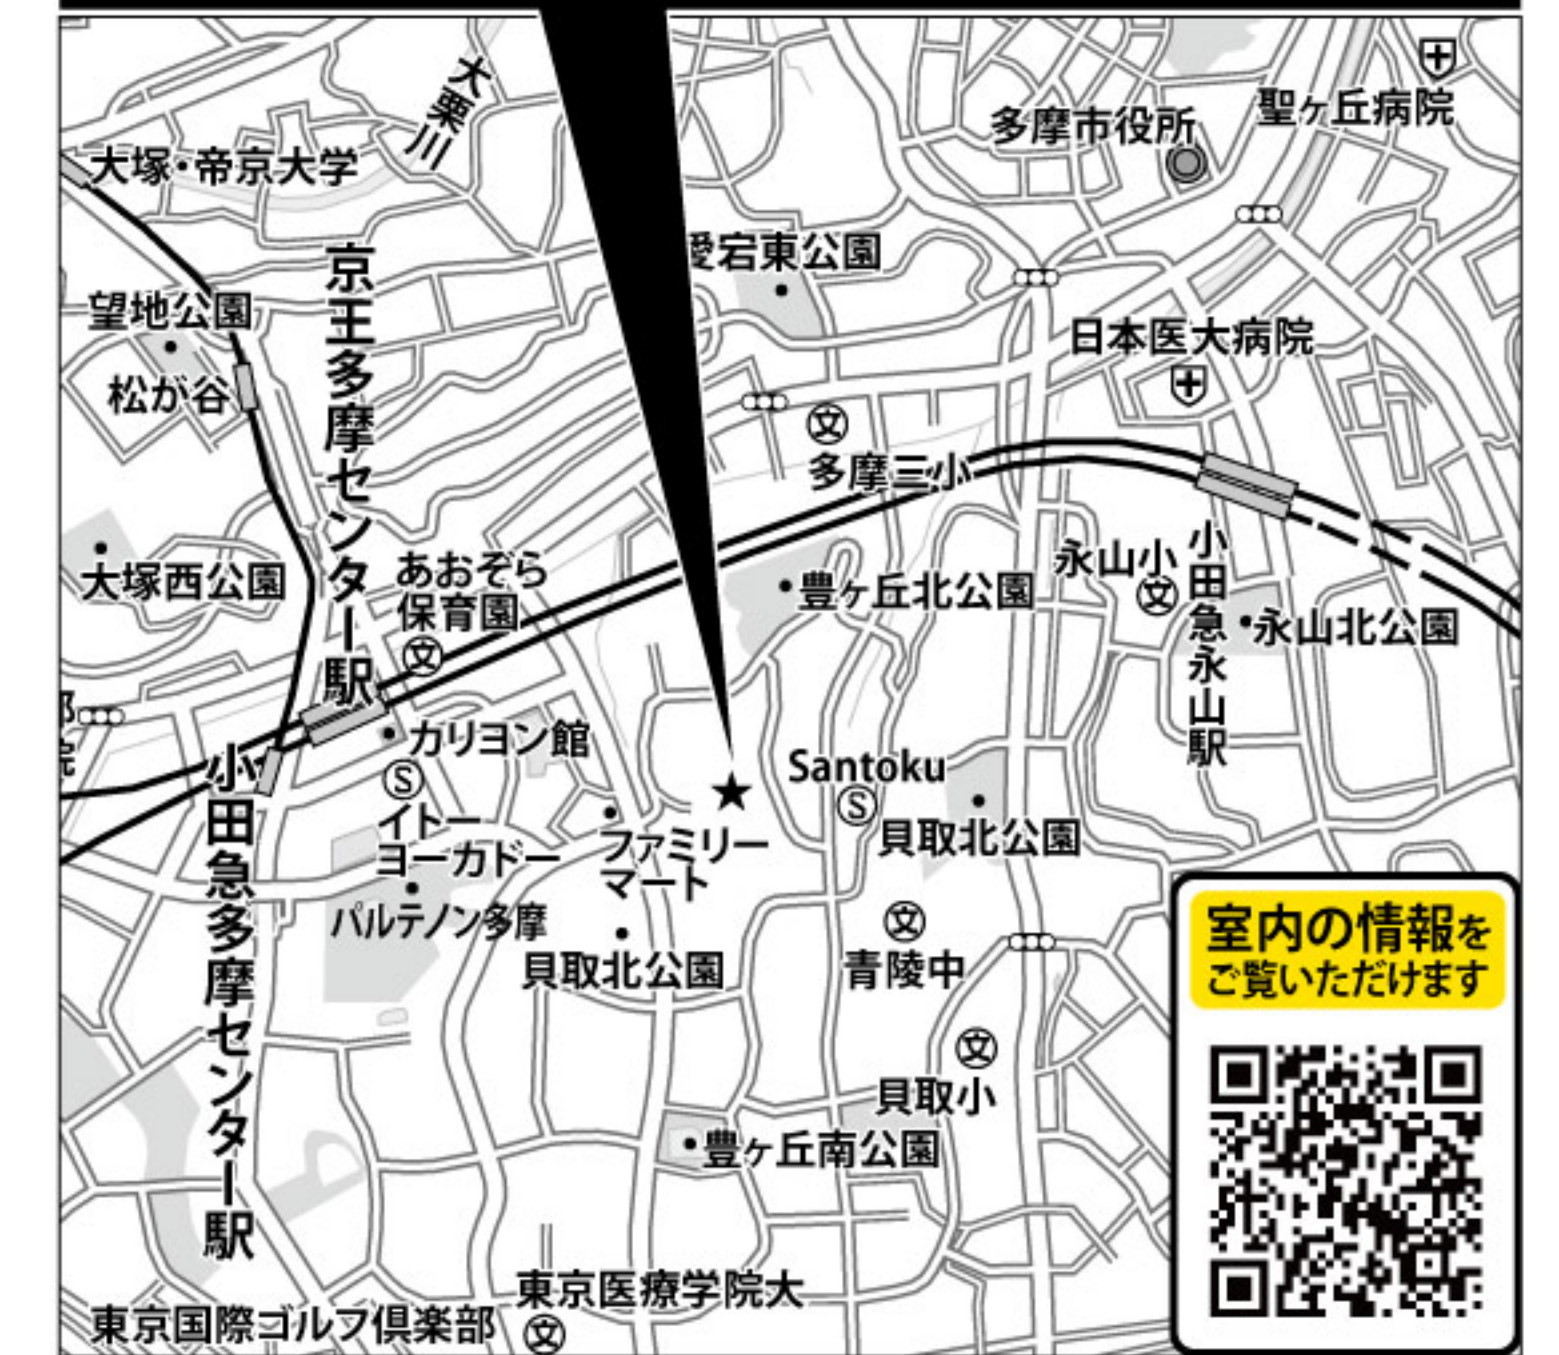 大栗川
多摩市役所
聖ヶ丘病院
大塚・帝京大学
愛宕東公園
京王多摩センター駅
望地公園
松が谷
日本医大病院
多摩三小
大塚西公園
あおぞら
保育園
豊ヶ丘北公園
永山小
小田急永山駅
永山北公園
カリヨン館
小田急多摩センター駅
イトー
ヨーカドー
Santoku
ファミリー
マート
貝取北公園
パルテノン多摩
貝取北公園
青陵中
貝取小
豊ヶ丘南公園
東京医療学院大
東京国際ゴルフ倶楽部
室内の情報を
ご覧いただけます